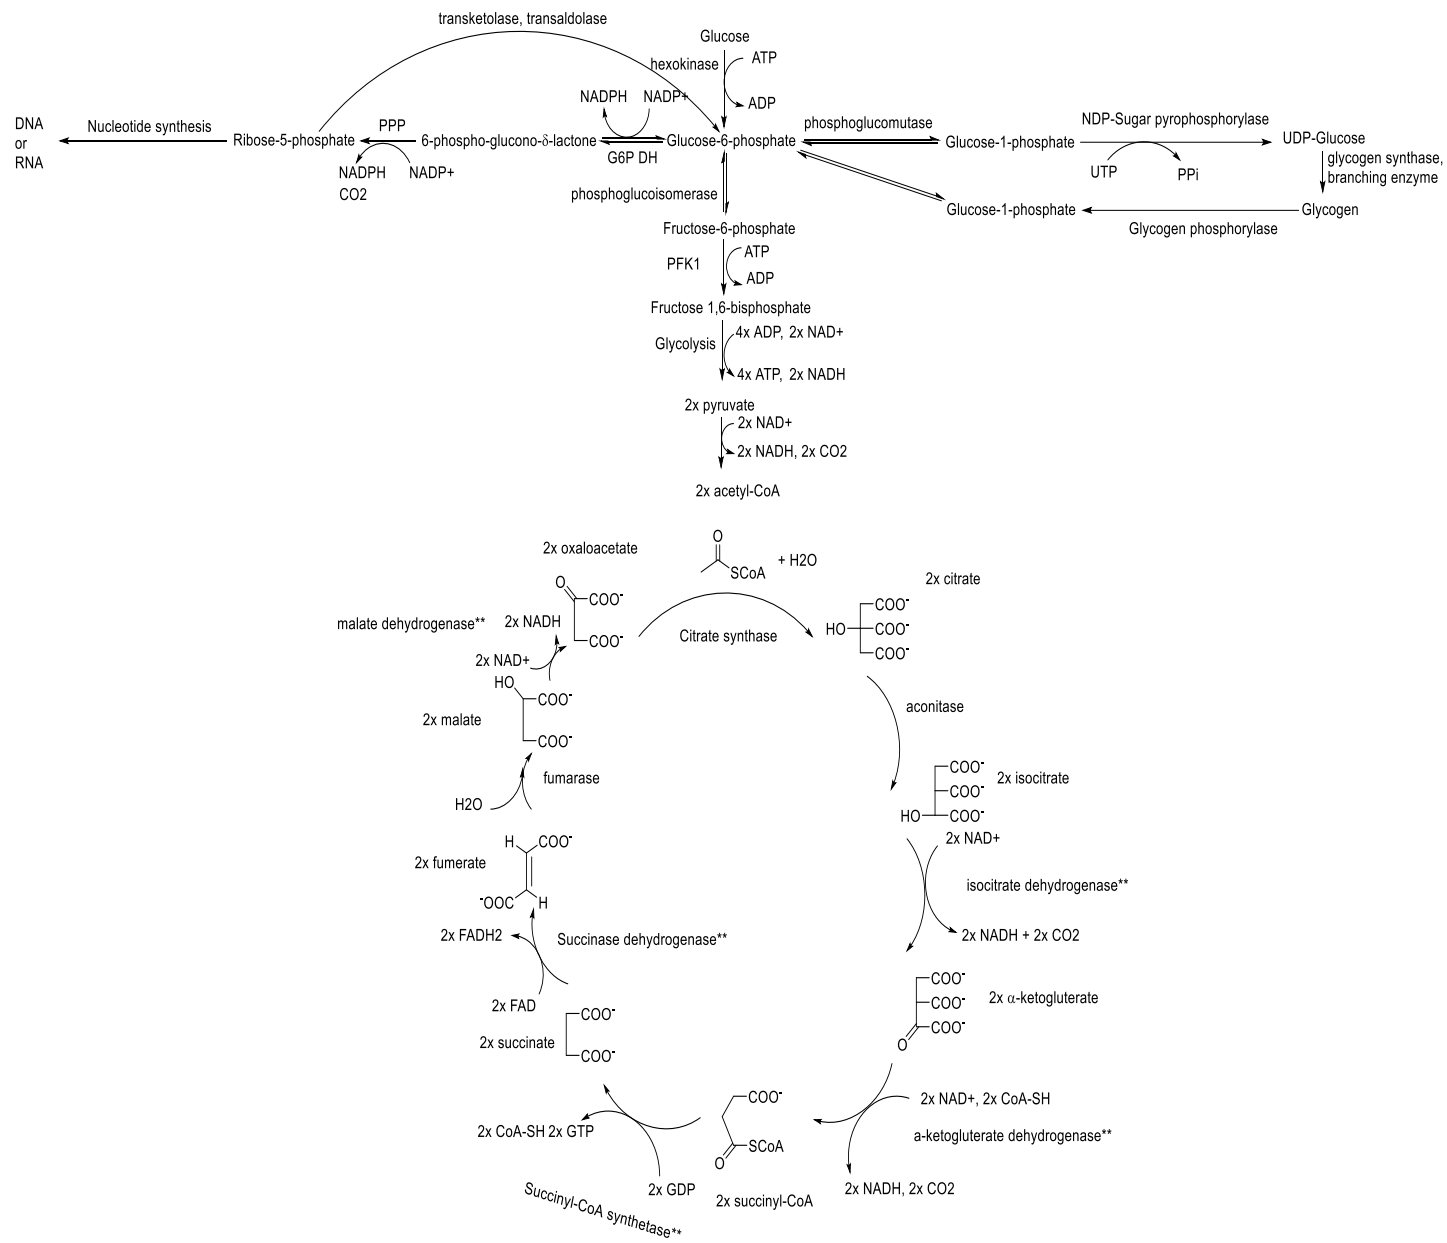 transketolase, transaldolase
Glucose
hexokinase
ATP
ADP
NADPH
NADP+
DNA
or
RNA
Nucleotide synthesis
Ribose-5-phosphate
PPP
NADPH
CO2
NADP+
6-phospho-glucono-δ-lactone
G6P DH
Glucose-6-phosphate
phosphoglucomutase
Glucose-1-phosphate
NDP-Sugar pyrophosphorylase
UTP
PPi
UDP-Glucose
glycogen synthase,
branching enzyme
Glucose-1-phosphate
Glycogen
Glycogen phosphorylase
phosphoglucoisomerase
Fructose-6-phosphate
PFK1
ATP
ADP
Fructose 1,6-bisphosphate
Glycolysis
4x ADP, 2x NAD+
4x ATP, 2x NADH
2x pyruvate
2x NAD+
2x NADH, 2x CO2
2x acetyl-CoA
O
SCoA
+ H2O
2x oxaloacetate
O
COO-
COO-
Citrate synthase
2x citrate
COO-
HO
COO-
COO-
aconitase
2x isocitrate
COO-
COO-
HO
COO-
2x NAD+
isocitrate dehydrogenase**
2x NADH + 2x CO2
COO-
COO-
COO-
O
2x α-ketogluterate
2x NAD+, 2x CoA-SH
a-ketogluterate dehydrogenase**
2x NADH, 2x CO2
COO-
SCoA
O
2x succinyl-CoA
2x GDP
2x CoA-SH 2x GTP
Succinyl-CoA synthetase**
2x succinate
COO-
COO-
2x FAD
2x FADH2
Succinase dehydrogenase**
2x fumerate
H
COO-
-OOC
H
H2O
fumarase
2x malate
HO
COO-
COO-
2x NAD+
2x NADH
malate dehydrogenase**